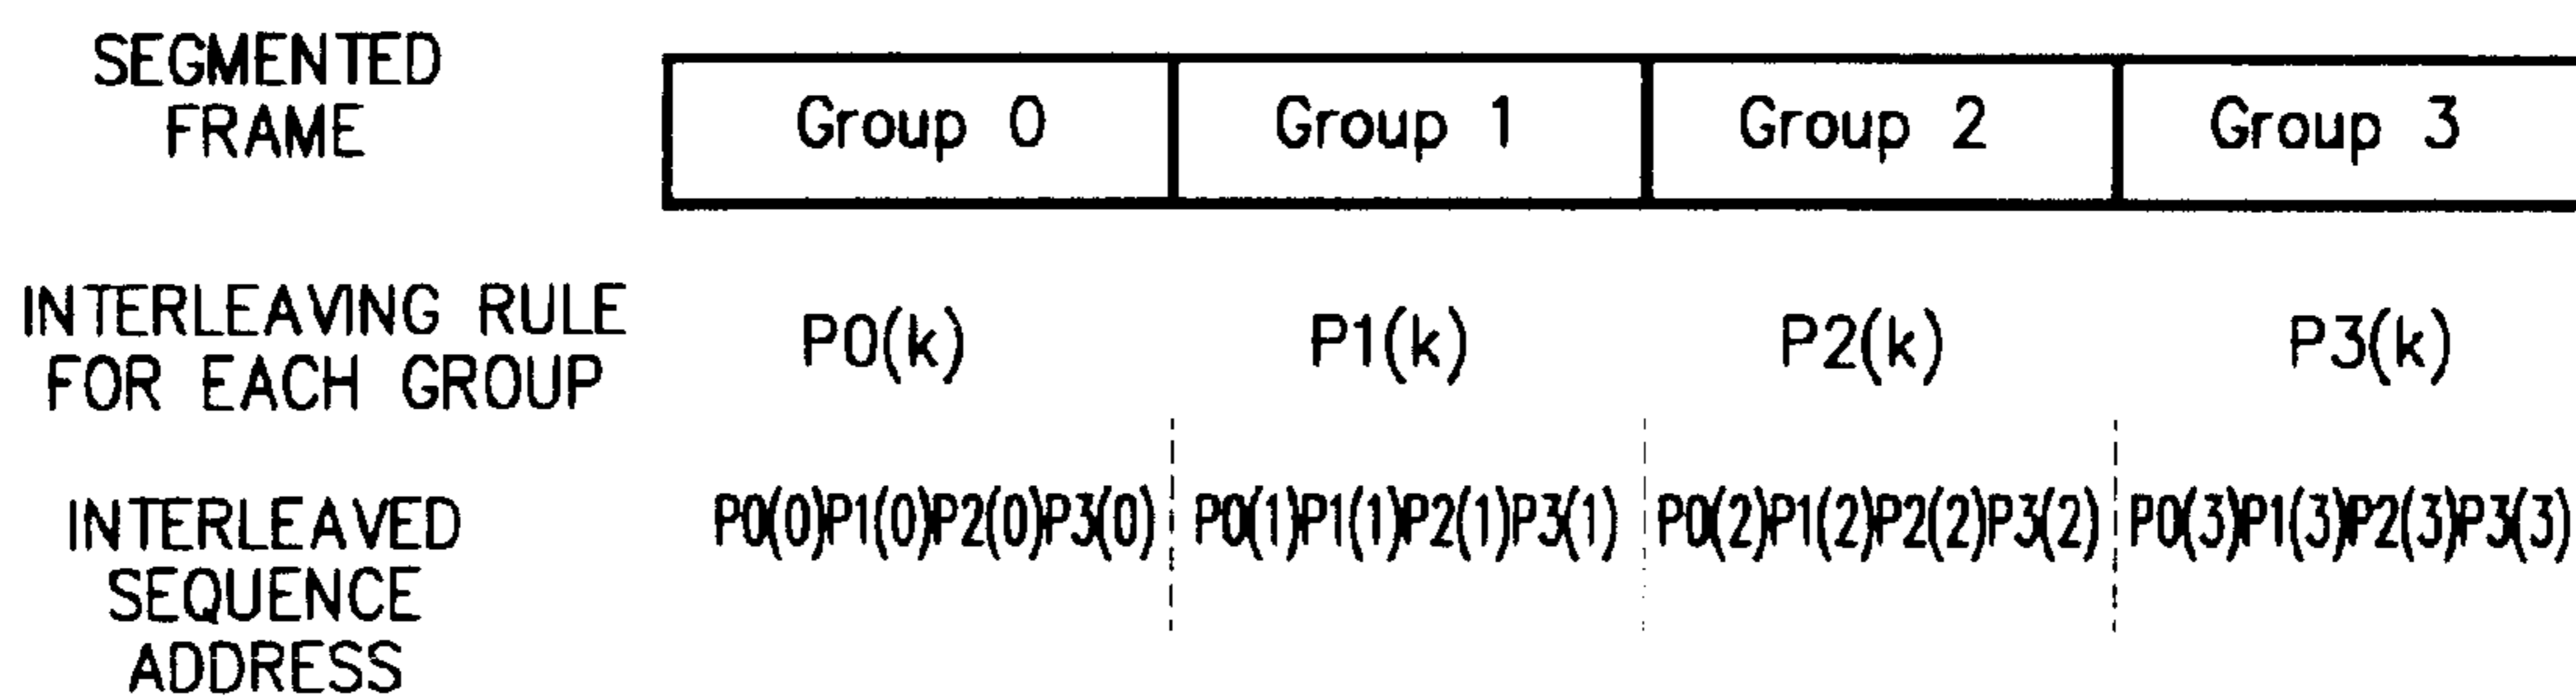 SEGMENTED
FRAME
Group 0 Group 1 Group 2 Group 3
INTERLEAVING RULE
FOR EACH GROUP
P0(k) P1(k) P2(k) P3(k)
INTERLEAVED
SEQUENCE
ADDRESS
P0(0)P1(0)P2(0)P3(0) P0(1)P1(1)P2(1)P3(1) P0(2)P1(2)P2(2)P3(2) P0(3)P1(3)P2(3)P3(3)